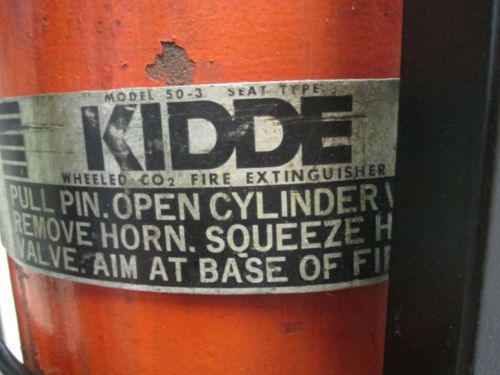 MODEL 50-3 SEAT TYPE
KIDDE
WHEELED CO₂ FIRE EXTINGUISHER
PULL PIN. OPEN CYLINDER V
REMOVE HORN. SQUEEZE H
VALVE. AIM AT BASE OF FI